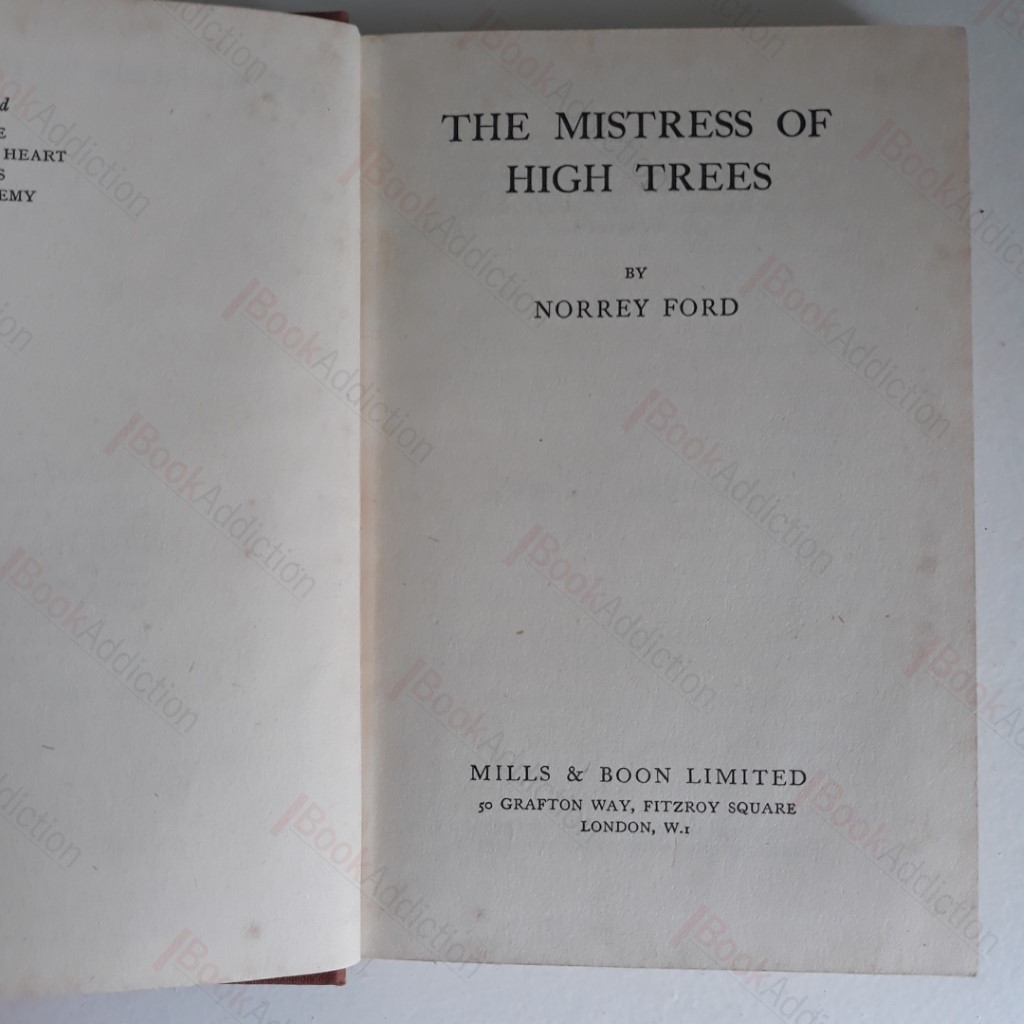 d
E
HEART
S
EMY
THE MISTRESS OF
HIGH TREES
BY
NORREY FORD
MILLS & BOON LIMITED
50 GRAFTON WAY, FITZROY SQUARE
LONDON, W.1
BookAddiction